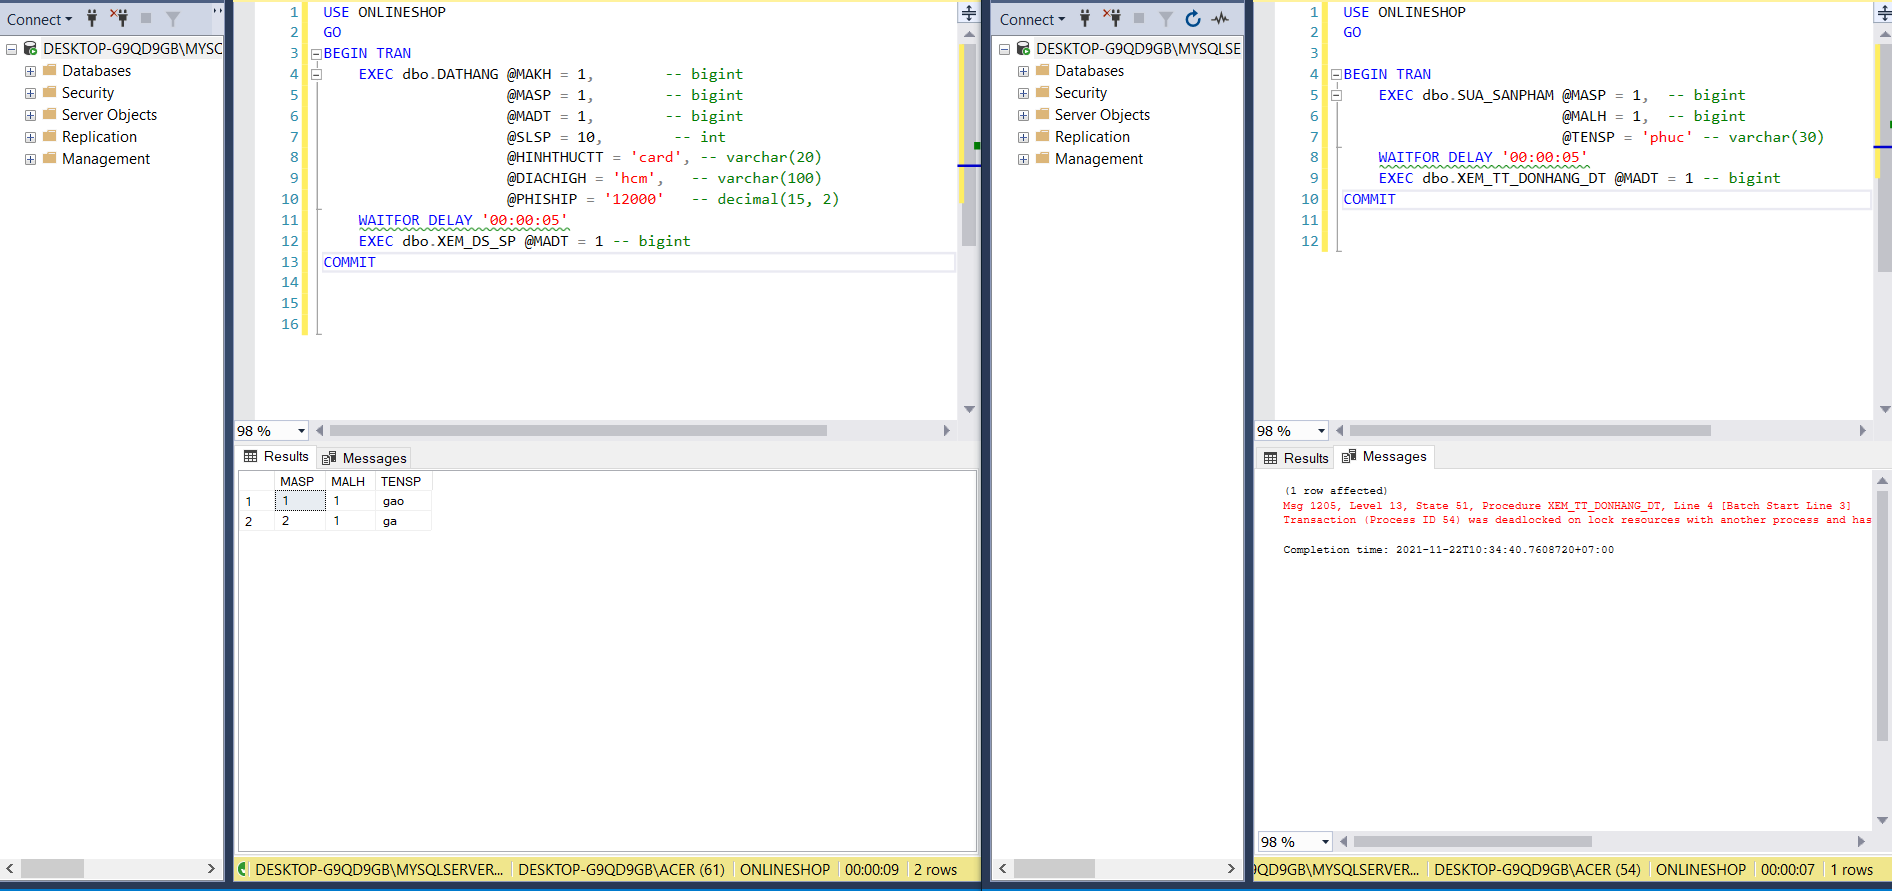 Connect
DESKTOP-G9QD9GB\MYSQ
Databases
Security
Server Objects
Replication
Management
1 USE ONLINESHOP
2 GO
3 BEGIN TRAN
4 EXEC dbo.DATHANG @MAKH = 1, -- bigint
5 @MASP = 1, -- bigint
6 @MADT = 1, -- bigint
7 @SLSP = 10, -- int
8 @HINHTHUCTT = 'card', -- varchar(20)
9 @DIACHIGH = 'hcm', -- varchar(100)
10 @PHISHIP = '12000' -- decimal(15, 2)
11 WAITFOR DELAY '00:00:05'
12 EXEC dbo.XEM_DS_SP @MADT = 1 -- bigint
13 COMMIT
14
15
16
98 %
Results Messages
MASP MALH TENSP
1 1 1 gao
2 2 1 ga
DESKTOP-G9QD9GB\MYSQLSERVER... DESKTOP-G9QD9GB\ACER (61) ONLINESHOP 00:00:09 2 rows
Connect
DESKTOP-G9QD9GB\MYSQLSE
Databases
Security
Server Objects
Replication
Management
1 USE ONLINESHOP
2 GO
3
4 BEGIN TRAN
5 EXEC dbo.SUA_SANPHAM @MASP = 1, -- bigint
6 @MALH = 1, -- bigint
7 @TENSP = 'phuc' -- varchar(30)
8 WAITFOR DELAY '00:00:05'
9 EXEC dbo.XEM_TT_DONHANG_DT @MADT = 1 -- bigint
10 COMMIT
11
12
98 %
Results Messages
(1 row affected)
Msg 1205, Level 13, State 51, Procedure XEM_TT_DONHANG_DT, Line 4 [Batch Start Line 3]
Transaction (Process ID 54) was deadlocked on lock resources with another process and has
Completion time: 2021-11-22T10:34:40.7608720+07:00
98 %
QD9GB\MYSQLSERVER... DESKTOP-G9QD9GB\ACER (54) ONLINESHOP 00:00:07 1 rows